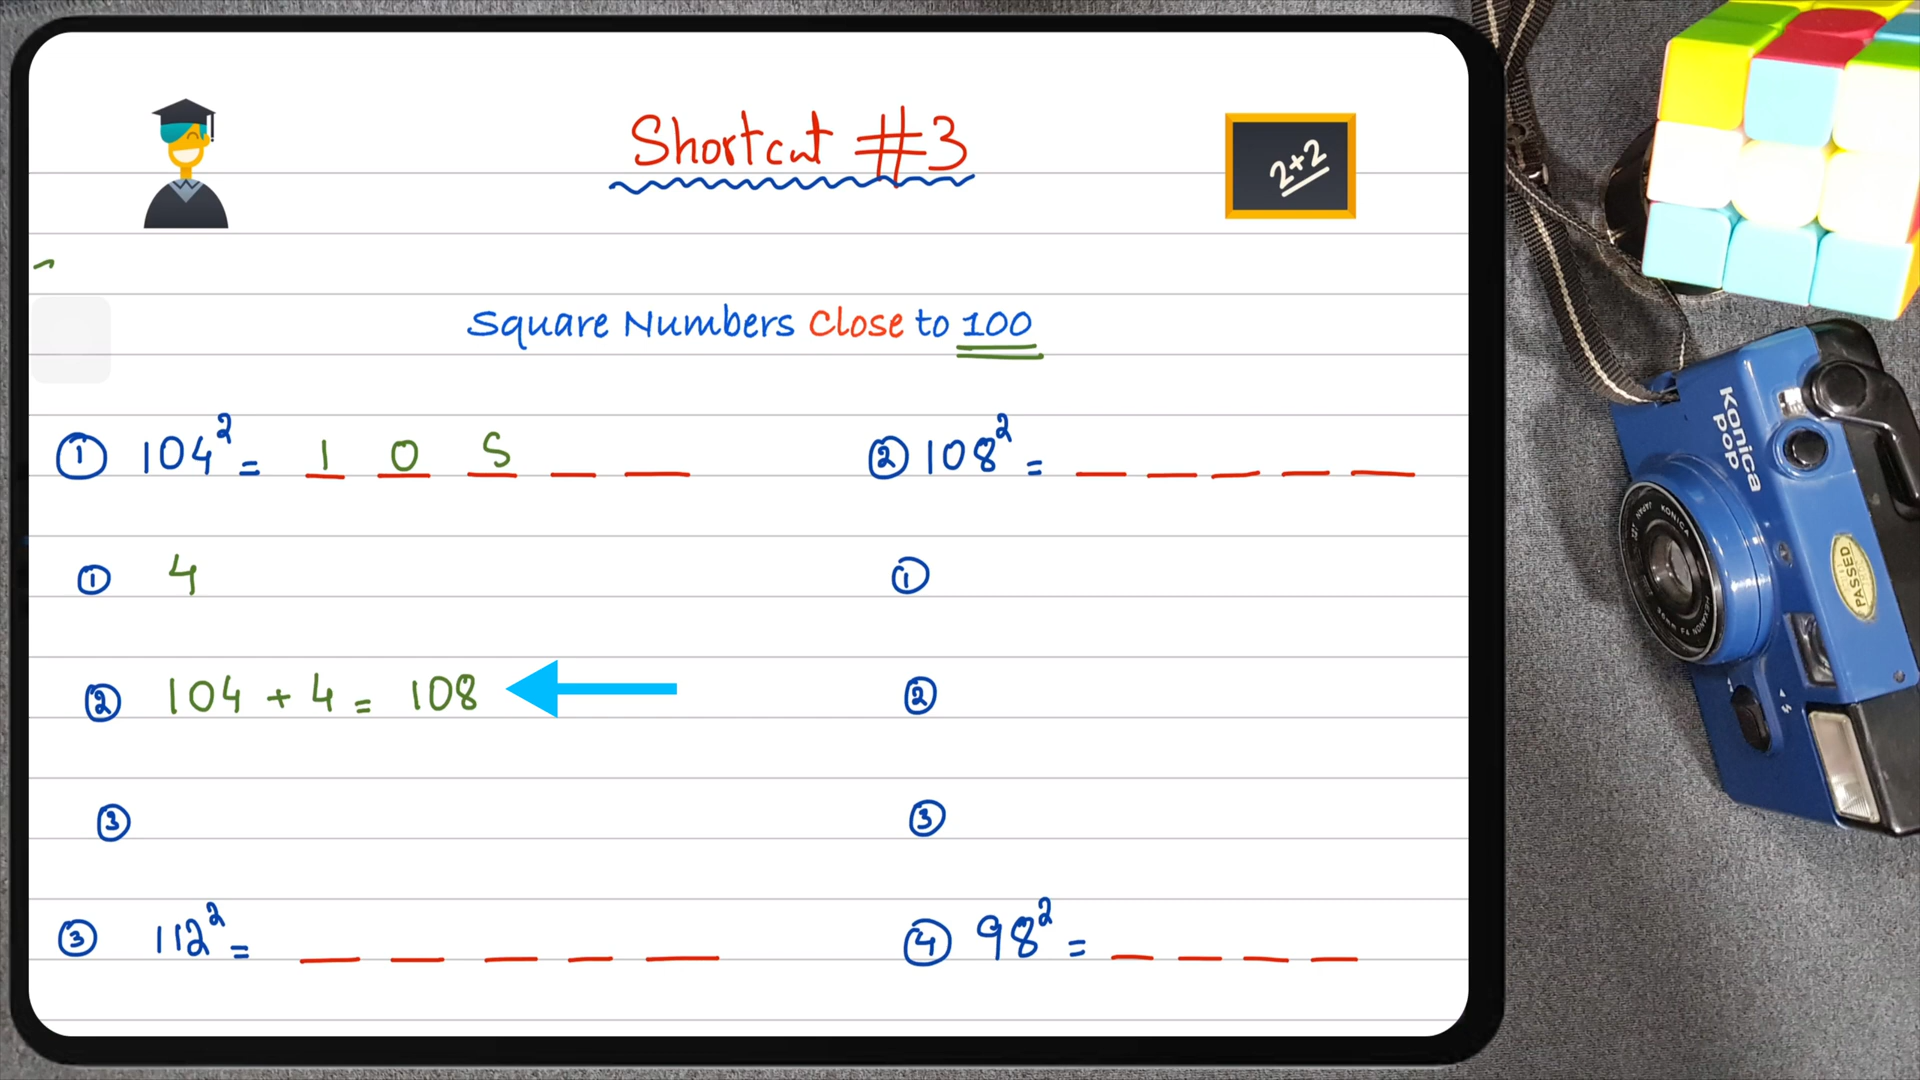 Shortcut #3
2+2
Square Numbers Close to 100
① 104² = 1 0 S _ _
② 108² = _ _ _ _ _
① 4
①
② 104 + 4 = 108
②
③
③
③ 112² = _ _ _ _ _
④ 98² = _ _ _ _
Konica
pop
PASSED
KONICA
JAPAN